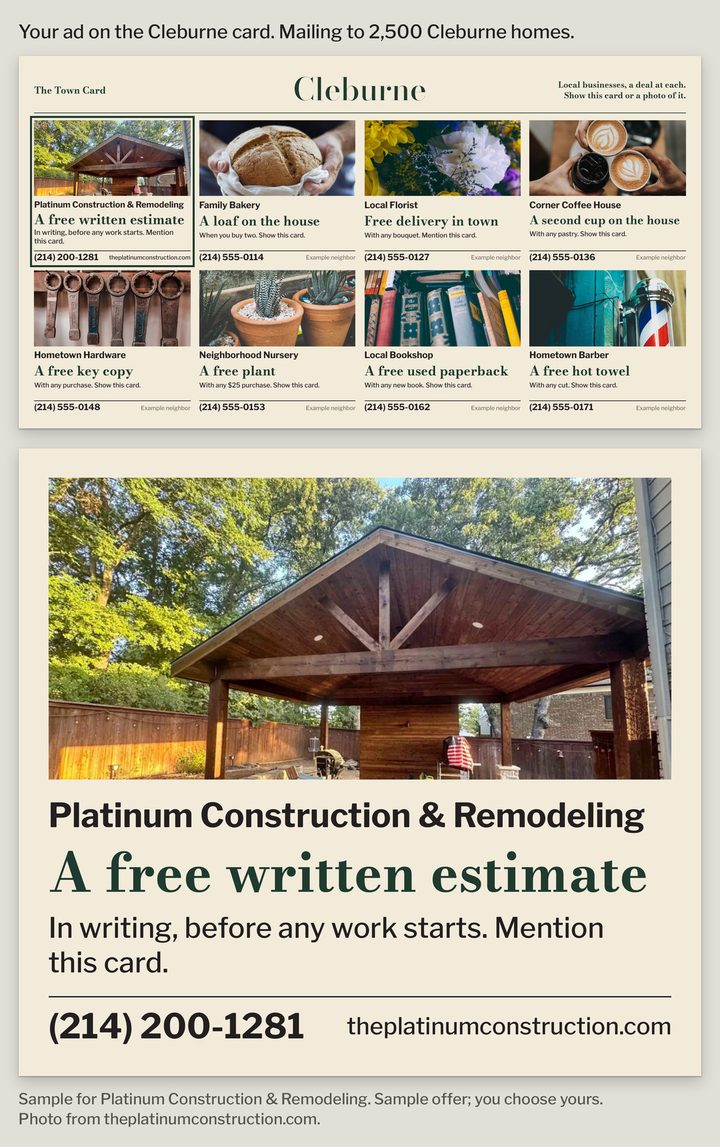 Your ad on the Cleburne card. Mailing to 2,500 Cleburne homes.
The Town Card
Cleburne
Local businesses, a deal at each.
Show this card or a photo of it.
Platinum Construction & Remodeling
A free written estimate
In writing, before any work starts. Mention
this card.
(214) 200-1281 theplatinumconstruction.com
Family Bakery
A loaf on the house
When you buy two. Show this card.
(214) 555-0114 Example neighbor
Local Florist
Free delivery in town
With any bouquet. Mention this card.
(214) 555-0127 Example neighbor
Corner Coffee House
A second cup on the house
With any pastry. Show this card.
(214) 555-0136 Example neighbor
Hometown Hardware
A free key copy
With any purchase. Show this card.
(214) 555-0148 Example neighbor
Neighborhood Nursery
A free plant
With any $25 purchase. Show this card.
(214) 555-0153 Example neighbor
Local Bookshop
A free used paperback
With any new book. Show this card.
(214) 555-0162 Example neighbor
Hometown Barber
A free hot towel
With any cut. Show this card.
(214) 555-0171 Example neighbor
Platinum Construction & Remodeling
A free written estimate
In writing, before any work starts. Mention
this card.
(214) 200-1281 theplatinumconstruction.com
Sample for Platinum Construction & Remodeling. Sample offer; you choose yours.
Photo from theplatinumconstruction.com.